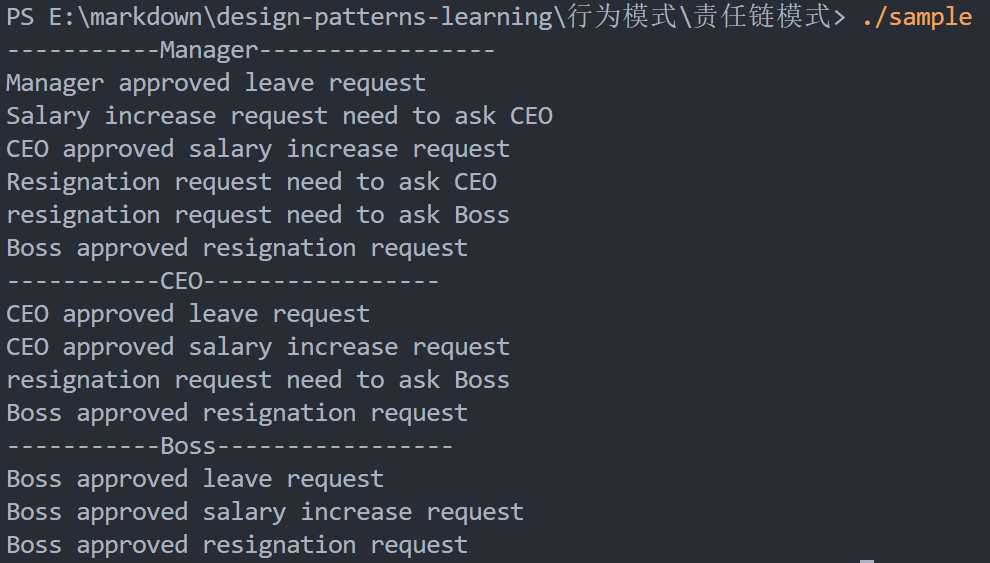 PS E:\markdown\design-patterns-learning\行为模式\责任链模式> ./sample
-----------Manager-----------------
Manager approved leave request
Salary increase request need to ask CEO
CEO approved salary increase request
Resignation request need to ask CEO
resignation request need to ask Boss
Boss approved resignation request
-----------CEO-----------------
CEO approved leave request
CEO approved salary increase request
resignation request need to ask Boss
Boss approved resignation request
-----------Boss-----------------
Boss approved leave request
Boss approved salary increase request
Boss approved resignation request